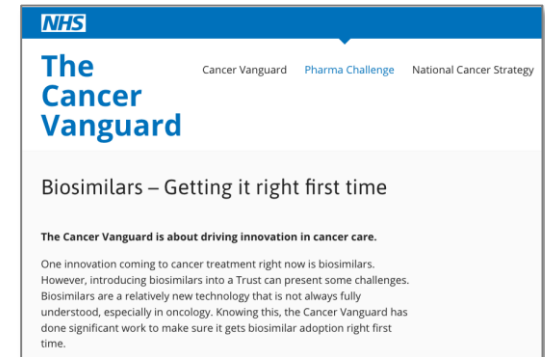 NHS
The
Cancer
Vanguard
Cancer Vanguard Pharma Challenge National Cancer Strategy
Biosimilars – Getting it right first time
The Cancer Vanguard is about driving innovation in cancer care.
One innovation coming to cancer treatment right now is biosimilars.
However, introducing biosimilars into a Trust can present some challenges.
Biosimilars are a relatively new technology that is not always fully
understood, especially in oncology. Knowing this, the Cancer Vanguard has
done significant work to make sure it gets biosimilar adoption right first
time.